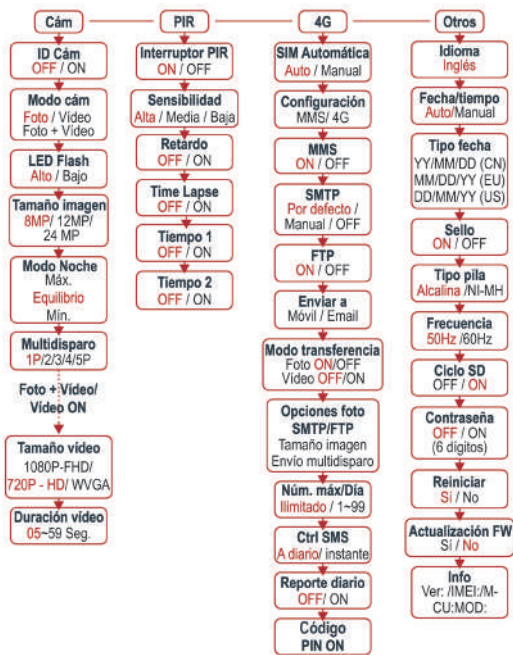 Cám
ID Cám
OFF / ON
Modo cám
Foto / Vídeo
Foto + Vídeo
LED Flash
Alto / Bajo
Tamaño imagen
8MP/ 12MP/
24 MP
Modo Noche
Máx.
Equilibrio
Mín.
Multidisparo
1P/2/3/4/5P
Foto + Vídeo/
Vídeo ON
Tamaño vídeo
1080P-FHD/
720P - HD/ WVGA
Duración vídeo
05~59 Seg.
PIR
Interruptor PIR
ON / OFF
Sensibilidad
Alta / Media / Baja
Retardo
OFF / ON
Time Lapse
OFF / ON
Tiempo 1
OFF / ON
Tiempo 2
OFF / ON
4G
SIM Automática
Auto / Manual
Configuración
MMS/ 4G
MMS
ON / OFF
SMTP
Por defecto /
Manual / OFF
FTP
ON / OFF
Enviar a
Móvil / Email
Modo transferencia
Foto ON/OFF
Vídeo OFF/ON
Opciones foto
SMTP/FTP
Tamaño imagen
Envío multidisparo
Núm. máx/Día
Ilimitado / 1~99
Ctrl SMS
A diario/ instante
Reporte diario
OFF/ ON
Código
PIN ON
Otros
Idioma
Inglés
Fecha/tiempo
Auto/Manual
Tipo fecha
YY/MM/DD (CN)
MM/DD/YY (EU)
DD/MM/YY (US)
Sello
ON / OFF
Tipo pila
Alcalina /NI-MH
Frecuencia
50Hz /60Hz
Ciclo SD
OFF / ON
Contraseña
OFF / ON
(6 dígitos)
Reiniciar
Sí / No
Actualización FW
Sí / No
Info
Ver: /IMEI:/M-
CU:MOD: